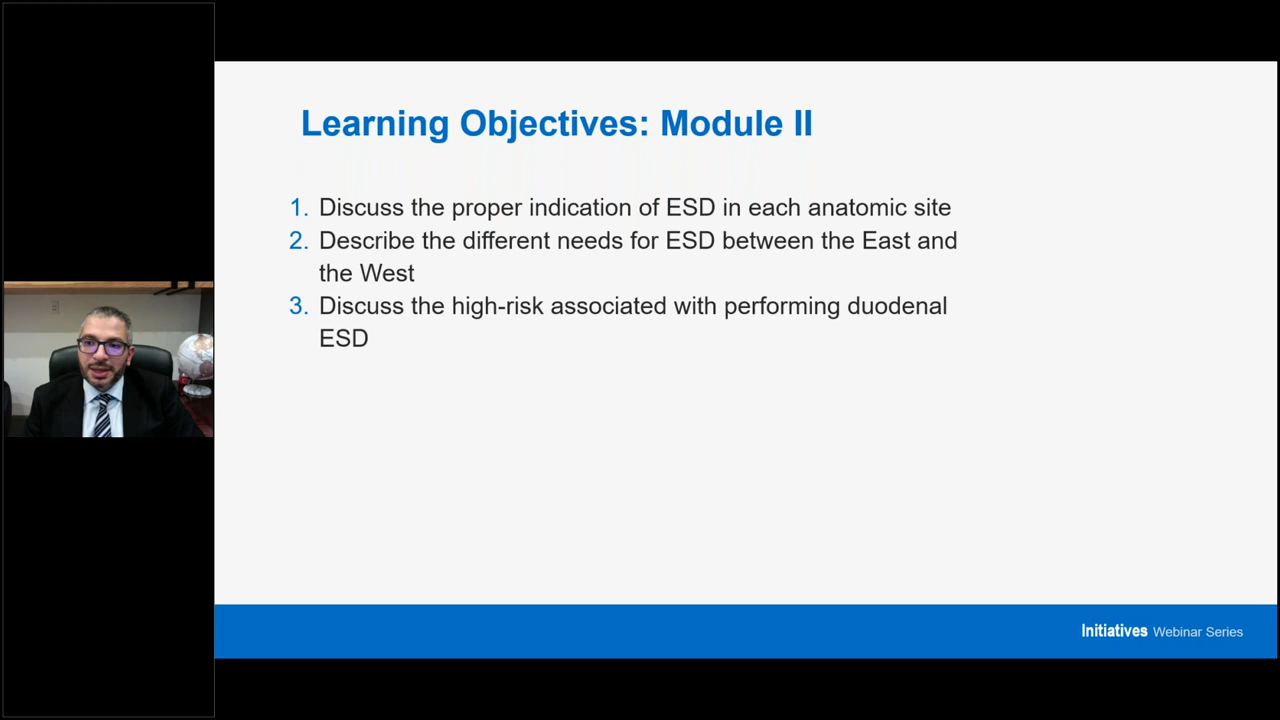 Learning Objectives: Module II
1. Discuss the proper indication of ESD in each anatomic site
2. Describe the different needs for ESD between the East and
the West
3. Discuss the high-risk associated with performing duodenal
ESD
Initiatives Webinar Series